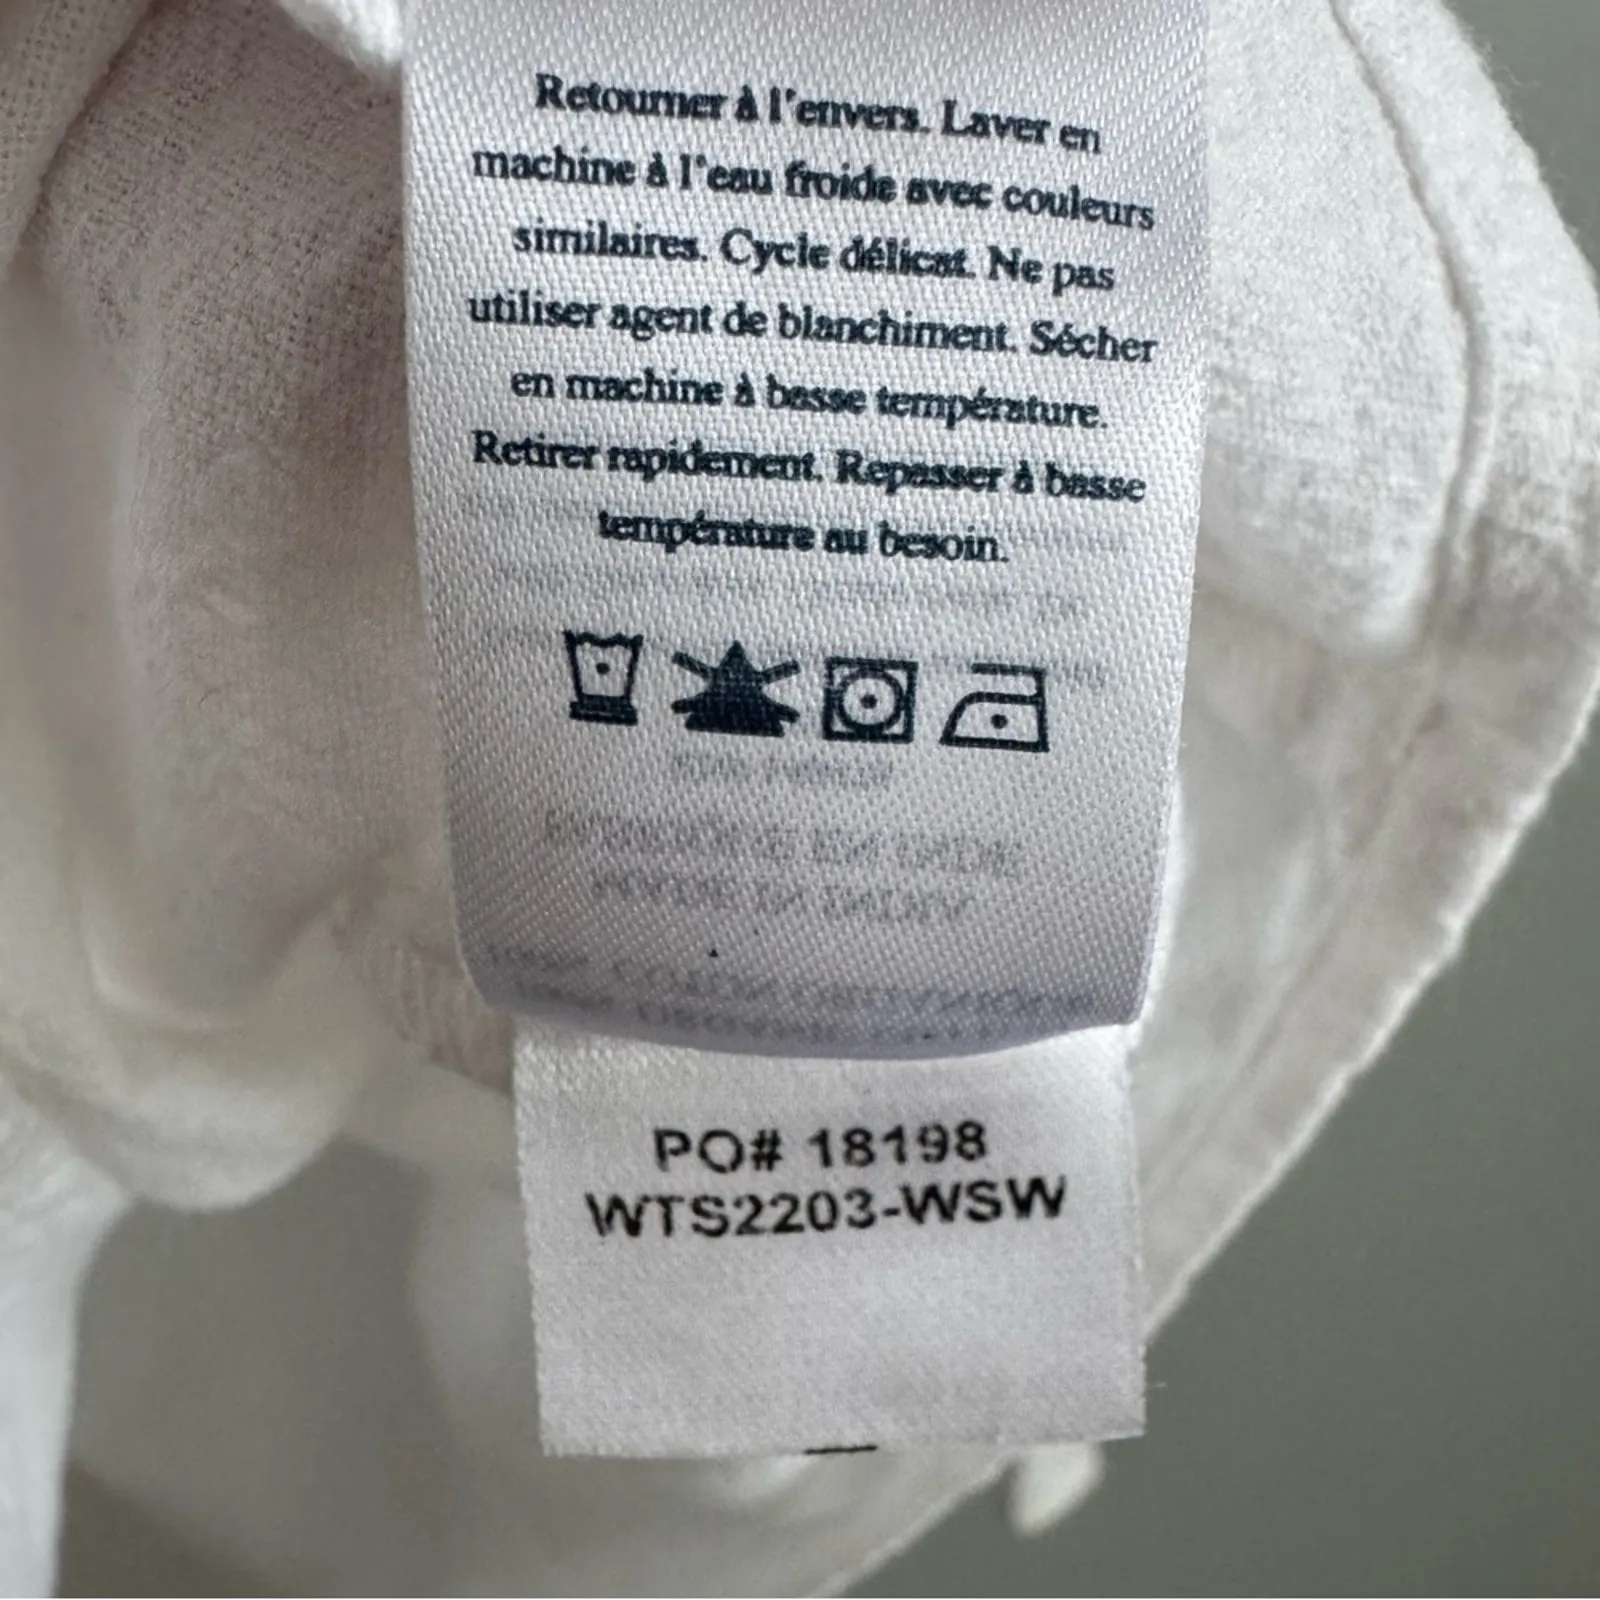 Retourner à l'envers. Laver en
machine à l'eau froide avec couleurs
similaires. Cycle délicat. Ne pas
utiliser agent de blanchiment. Sécher
en machine à basse température.
Retirer rapidement. Repasser à basse
température au besoin.
PO# 18198
WTS2203-WSW